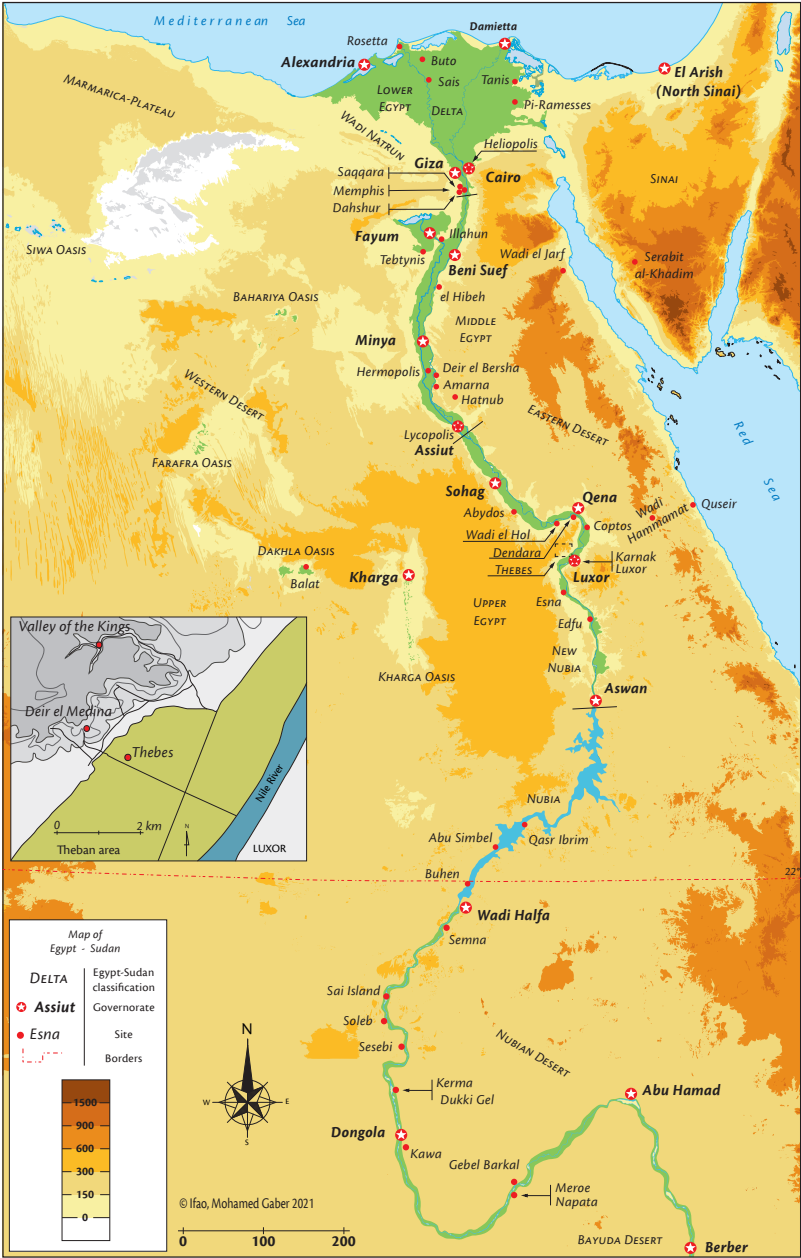 Mediterranean Sea
Damietta
Rosetta
Alexandria
Buto
Sais
Tanis
El Arish
(North Sinai)
MARMARICA-PLATEAU
LOWER
EGYPT
DELTA
Pi-Ramesses
WADI NATRUN
Heliopolis
Giza
Cairo
Saqqara
Memphis
Dahshur
SINAI
Fayum
Illahun
SIWA OASIS
Tebtynis
Beni Suef
Wadi el Jarf
Serabit
al-Khadim
el Hibeh
BAHARIYA OASIS
MIDDLE
EGYPT
Minya
Hermopolis
Deir el Bersha
Amarna
Hatnub
WESTERN DESERT
EASTERN DESERT
Red Sea
Lycopolis
Assiut
FARAFRA OASIS
Sohag
Qena
Abydos
Wadi
Hammamat
Quseir
Wadi el Hol
Coptos
Dendara
THEBES
DAKHLA OASIS
Balat
Kharga
Karnak
Luxor
Luxor
UPPER
EGYPT
Esna
Edfu
NEW
NUBIA
KHARGA OASIS
Aswan
Valley of the Kings
Deir el Medina
Thebes
Nile River
0 2 km
N
Theban area
LUXOR
NUBIA
Abu Simbel
Qasr Ibrim
Buhen
22°
Wadi Halfa
Semna
Map of
Egypt - Sudan
DELTA
Egypt-Sudan
classification
Assiut
Governorate
Esna
Site
Borders
1500
900
600
300
150
0
Sai Island
Soleb
Sesebi
NUBIAN DESERT
N
W
E
S
Kerma
Dukki Gel
Abu Hamad
Dongola
Kawa
Gebel Barkal
Meroe
Napata
© Ifao, Mohamed Gaber 2021
0 100 200
BAYUDA DESERT
Berber